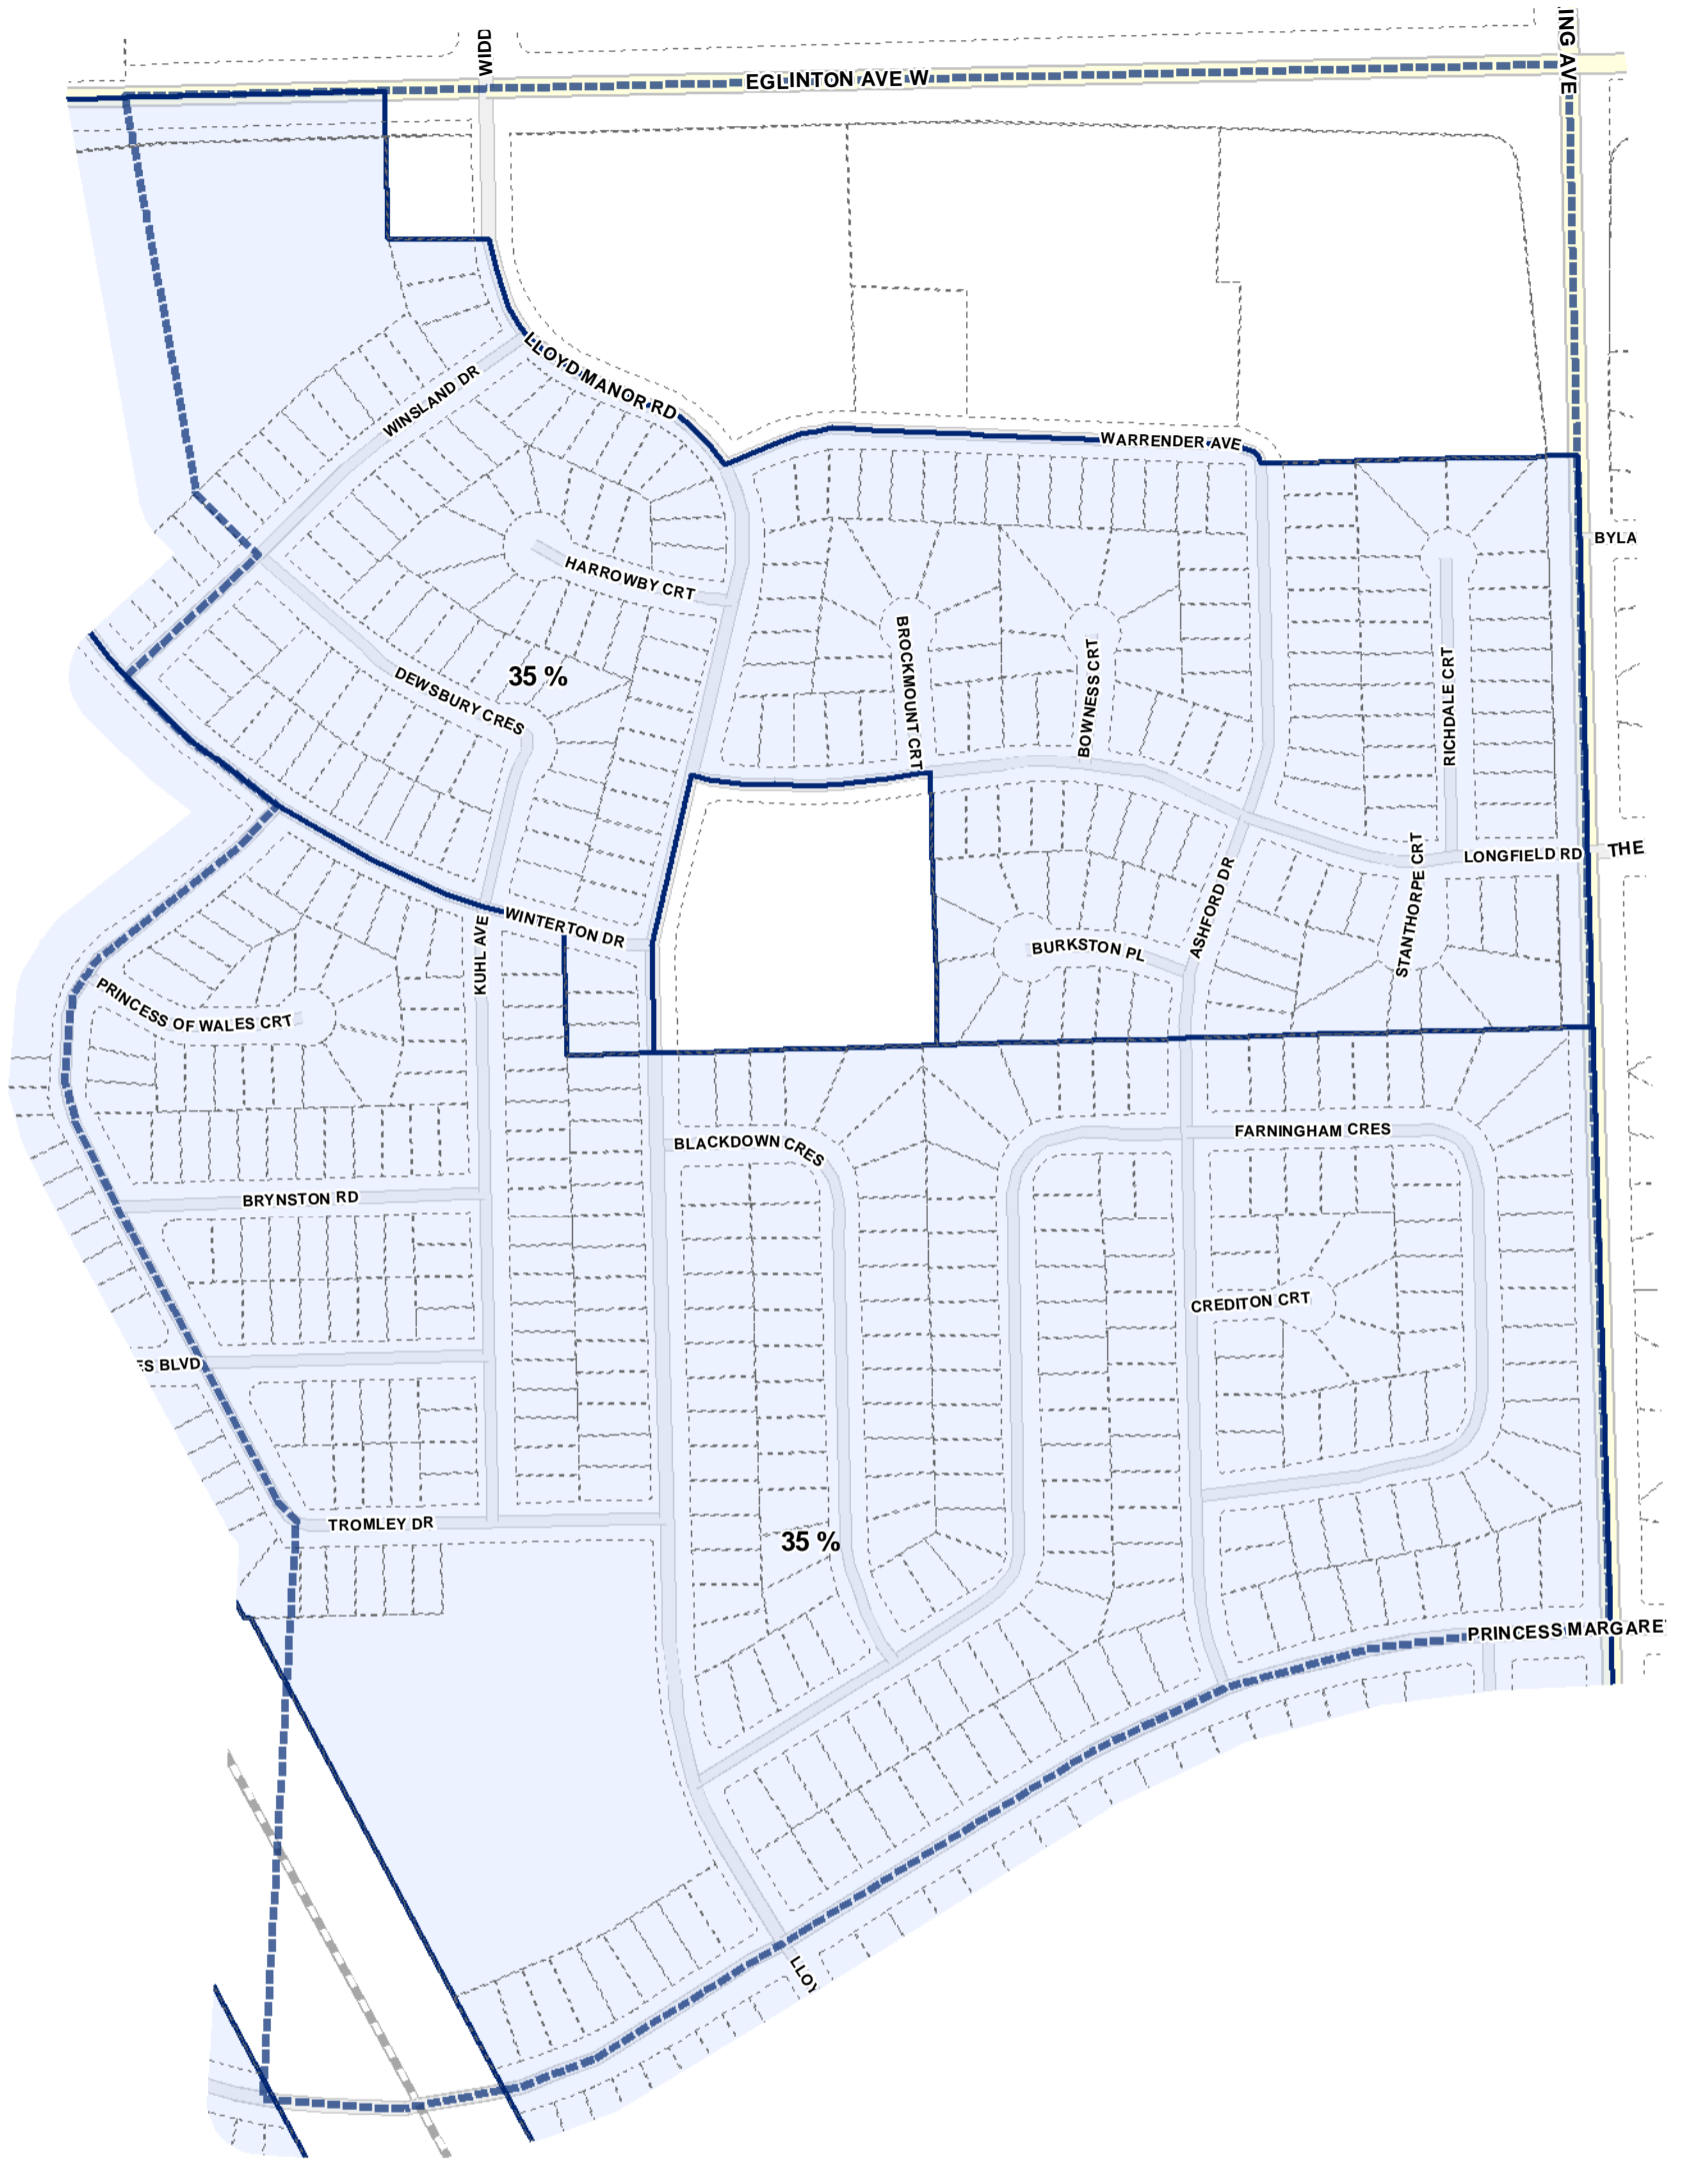 WIDD
ING AVE
EGLINTON AVE W
LLOYD MANOR RD
WINSLAND DR
WARRENDER AVE
BYLA
HARROWBY CRT
BROCKMOUNT CRT
BOWNESS CRT
RICHDALE CRT
35 %
DEWSBURY CRES
LONGFIELD RD
THE
STANTHORPE CRT
ASHFORD DR
WINTERTON DR
KUHL AVE
BURKSTON PL
PRINCESS OF WALES CRT
BLACKDOWN CRES
FARNINGHAM CRES
BRYNSTON RD
CREDITON CRT
ES BLVD
TROMLEY DR
35 %
PRINCESS MARGARE
LLOY